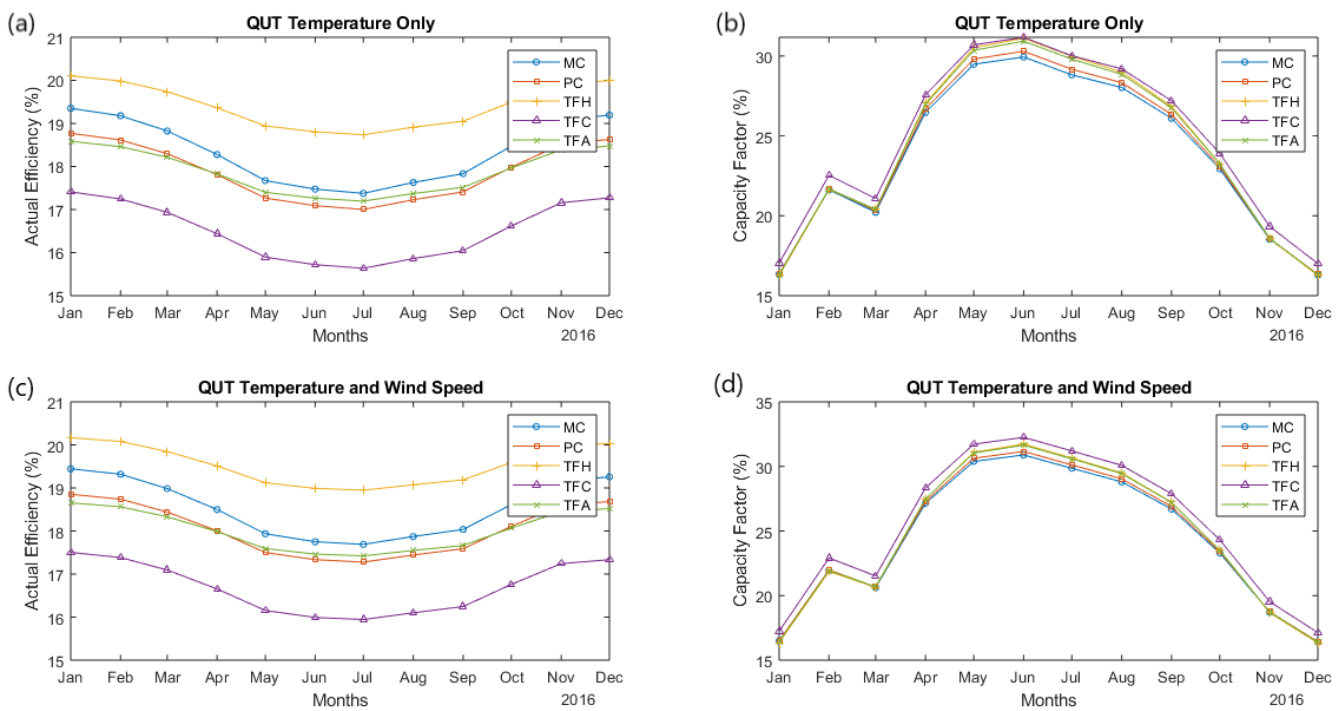 (a)
QUT Temperature Only
21
20
19
18
17
16
15
Actual Efficiency (%)
MC
PC
TFH
TFC
TFA
Jan Feb Mar Apr May Jun Jul Aug Sep Oct Nov Dec
Months
2016
(b)
QUT Temperature Only
30
25
20
15
Capacity Factor (%)
MC
PC
TFH
TFC
TFA
Jan Feb Mar Apr May Jun Jul Aug Sep Oct Nov Dec
Months
2016
(c)
QUT Temperature and Wind Speed
21
20
19
18
17
16
15
Actual Efficiency (%)
MC
PC
TFH
TFC
TFA
Jan Feb Mar Apr May Jun Jul Aug Sep Oct Nov Dec
Months
2016
(d)
QUT Temperature and Wind Speed
35
30
25
20
15
Capacity Factor (%)
MC
PC
TFH
TFC
TFA
Jan Feb Mar Apr May Jun Jul Aug Sep Oct Nov Dec
Months
2016